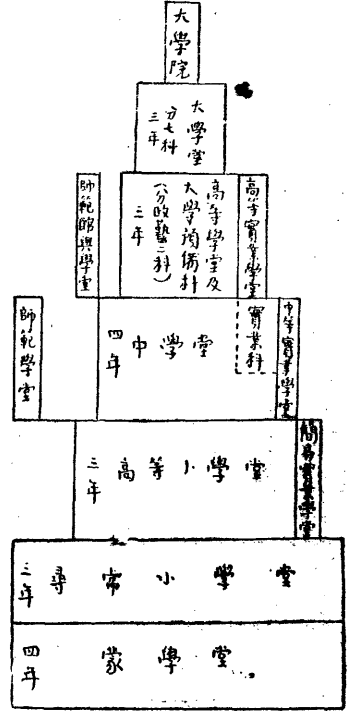 大學院
大學堂
分七科
三年
高等實業學堂
高等學堂及
大學預備科
(分政藝二科)
三年
師範館與學堂
中等實業學堂
實業科
四年 中學堂
師範學堂
簡易實業學堂
三年 高等小學堂
三年 尋常小學堂
四年 蒙學堂